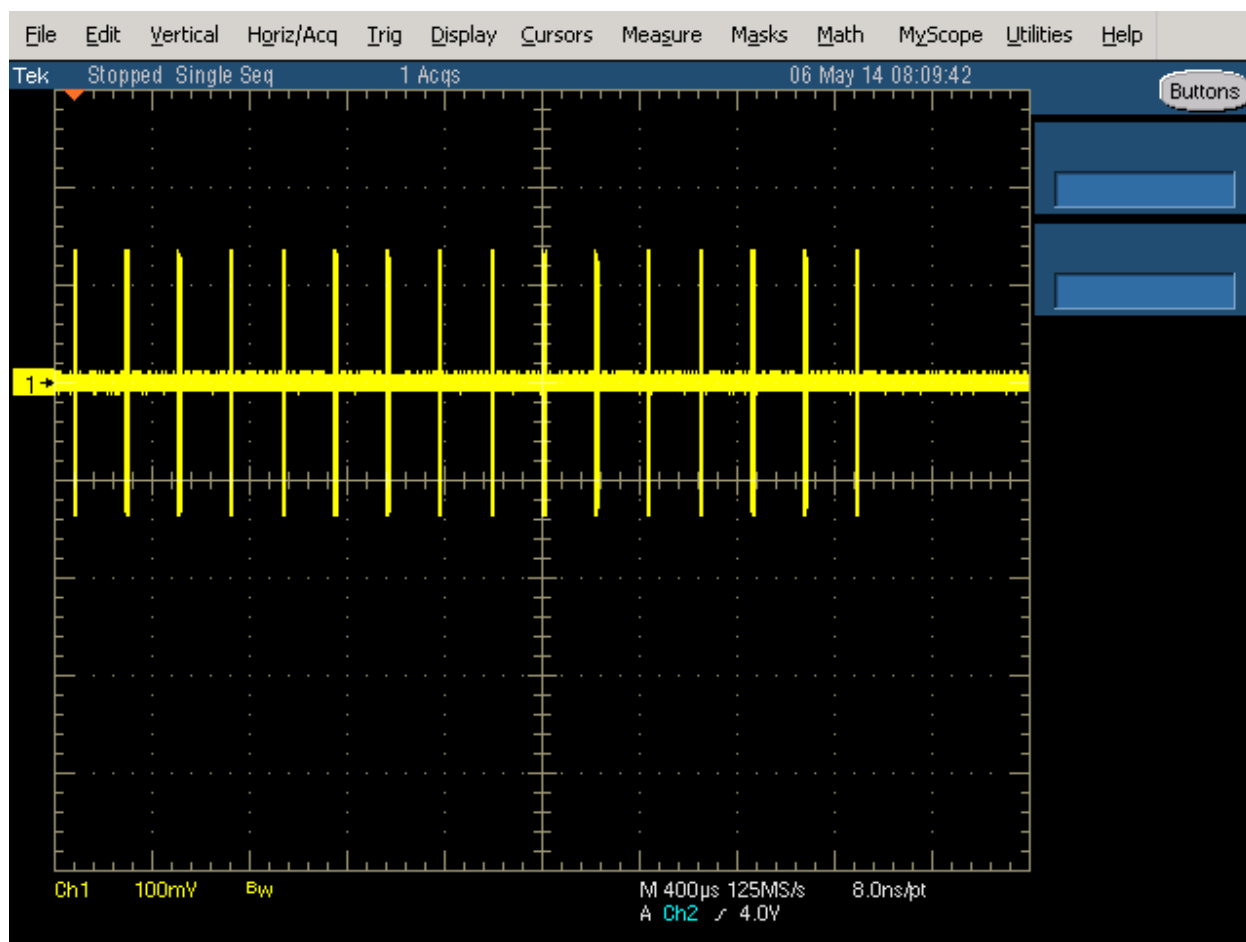 File Edit Vertical Horiz/Acq Trig Display Cursors Measure Masks Math MyScope Utilities Help
Tek Stopped Single Seq 1 Acqs 06 May 14 08:09:42
Buttons
1
Ch1 100mV BW M 400µs 125MS/s 8.0ns/pt
A Ch2 / 4.0V